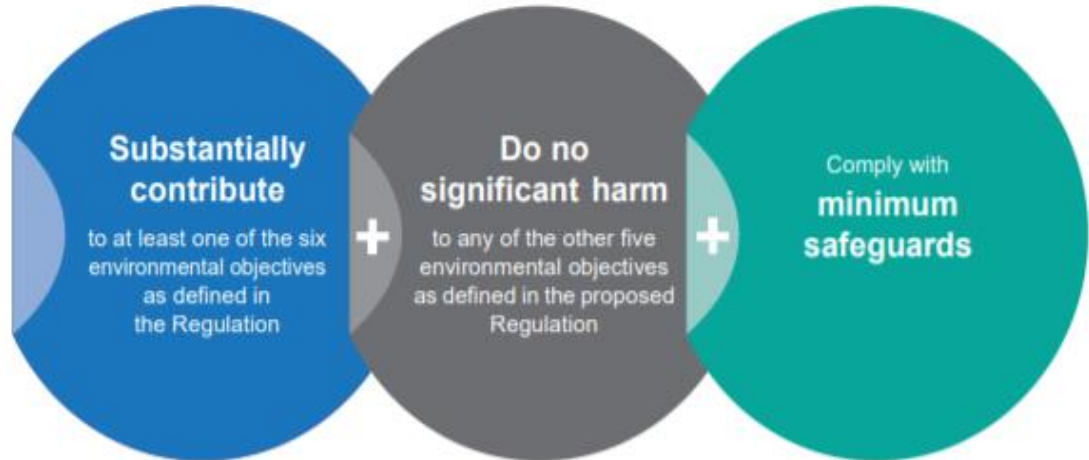 Substantially
contribute
to at least one of the six
environmental objectives
as defined in
the Regulation
+
Do no
significant harm
to any of the other five
environmental objectives
as defined in the proposed
Regulation
+
Comply with
minimum
safeguards